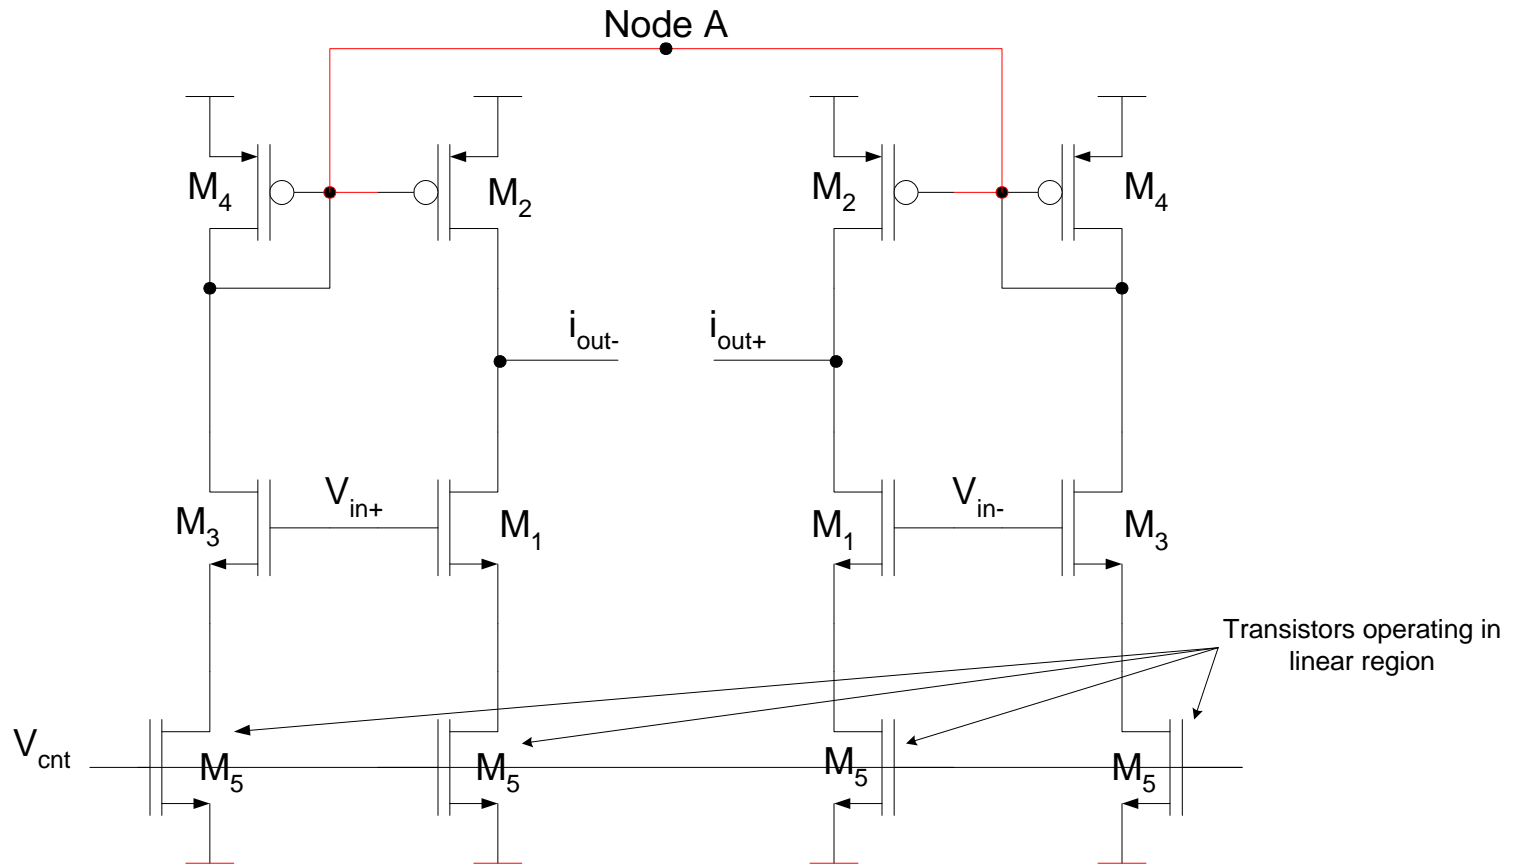 Node A
M4
M2
M2
M4
iout-
iout+
Vin+
Vin-
M3
M1
M1
M3
Transistors operating in
linear region
Vcnt
M5
M5
M5
M5